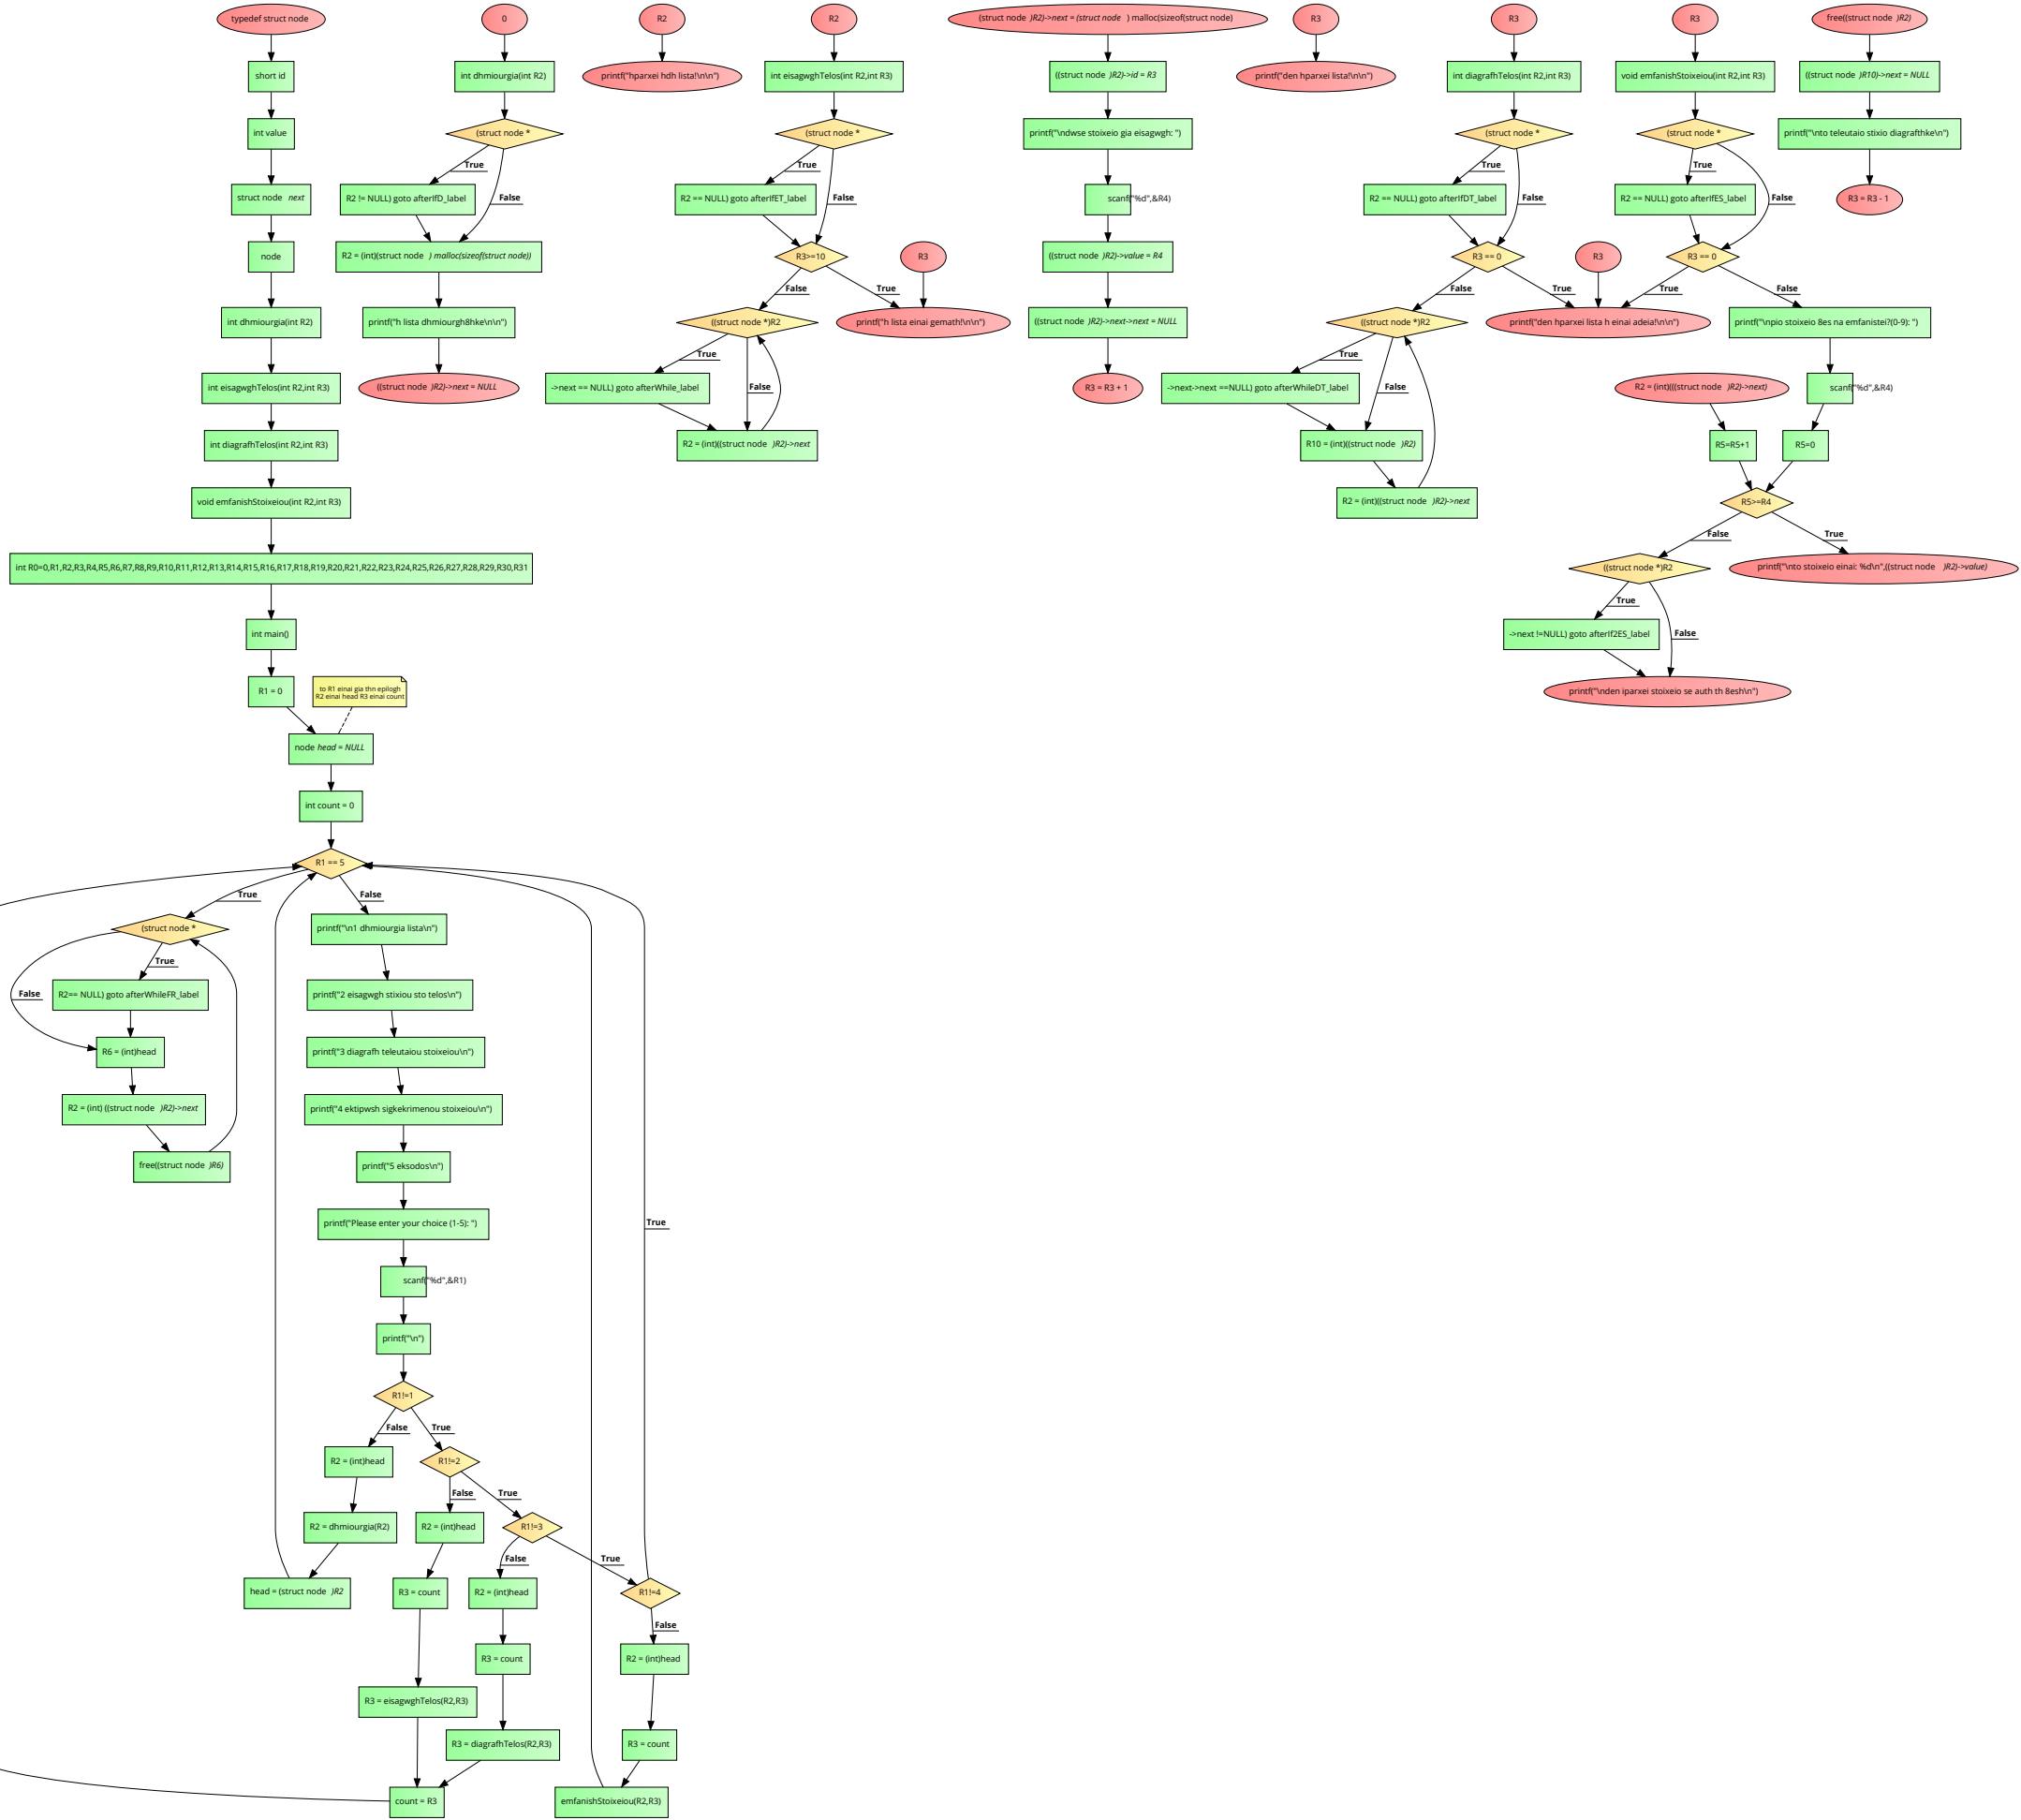 typedef struct node
short id
int value
struct node next
node
int dhmiourgia(int R2)
int eisagwghTelos(int R2,int R3)
int diagrafhTelos(int R2,int R3)
void emfanishStoixeiou(int R2,int R3)
int R0=0,R1,R2,R3,R4,R5,R6,R7,R8,R9,R10,R11,R12,R13,R14,R15,R16,R17,R18,R19,R20,R21,R22,R23,R24,R25,R26,R27,R28,R29,R30,R31
int main()
R1 = 0
to R1 einai gia thn epilogh
R2 einai head R3 einai count
node head = NULL
int count = 0
R1 == 5
True
False
(struct node *
True
False
R2== NULL) goto afterWhileFR_label
R6 = (int)head
R2 = (int) ((struct node )R2)->next
free((struct node )R6)
printf("\n1 dhmiourgia lista\n")
printf("2 eisagwgh stixiou sto telos\n")
printf("3 diagrafh teleutaiou stoixeiou\n")
printf("4 ektipwsh sigkekrimenou stoixeiou\n")
printf("5 eksodos\n")
printf("Please enter your choice (1-5): ")
scanf("%d",&R1)
printf("\n")
R1!=1
False
True
R2 = (int)head
R2 = dhmiourgia(R2)
head = (struct node )R2
R1!=2
False
True
R2 = (int)head
R3 = count
R3 = eisagwghTelos(R2,R3)
R1!=3
False
True
R2 = (int)head
R3 = count
R3 = diagrafhTelos(R2,R3)
count = R3
R1!=4
True
False
R2 = (int)head
R3 = count
emfanishStoixeiou(R2,R3)
0
int dhmiourgia(int R2)
(struct node *
True
False
R2 != NULL) goto afterIfD_label
R2 = (int)(struct node ) malloc(sizeof(struct node))
printf("h lista dhmiourgh8hke\n\n")
((struct node )R2)->next = NULL
R2
printf("hparxei hdh lista!\n\n")
R2
int eisagwghTelos(int R2,int R3)
(struct node *
True
False
R2 == NULL) goto afterIfET_label
R3>=10
False
True
R3
printf("h lista einai gemath!\n\n")
((struct node *)R2
True
False
->next == NULL) goto afterWhile_label
R2 = (int)((struct node )R2)->next
(struct node )R2)->next = (struct node ) malloc(sizeof(struct node)
((struct node )R2)->id = R3
printf("\ndwse stoixeio gia eisagwgh: ")
scanf("%d",&R4)
((struct node )R2)->value = R4
((struct node )R2)->next->next = NULL
R3 = R3 + 1
R3
printf("den hparxei lista!\n\n")
R3
int diagrafhTelos(int R2,int R3)
(struct node *
True
False
R2 == NULL) goto afterIfDT_label
R3 == 0
False
True
((struct node *)R2
True
False
->next->next ==NULL) goto afterWhileDT_label
R10 = (int)((struct node )R2)
R2 = (int)((struct node )R2)->next
R3
printf("den hparxei lista h einai adeia!\n\n")
R3
void emfanishStoixeiou(int R2,int R3)
(struct node *
True
False
R2 == NULL) goto afterIfES_label
R3 == 0
True
False
printf("\npio stoixeio 8es na emfanistei?(0-9): ")
scanf("%d",&R4)
R2 = (int)(((struct node )R2)->next)
R5=R5+1
R5=0
R5>=R4
False
True
((struct node *)R2
printf("\nto stoixeio einai: %d\n",((struct node )R2)->value)
True
False
->next !=NULL) goto afterIf2ES_label
printf("\nden iparxei stoixeio se auth th 8esh\n")
free((struct node )R2)
((struct node )R10)->next = NULL
printf("\nto teleutaio stixio diagrafthke\n")
R3 = R3 - 1